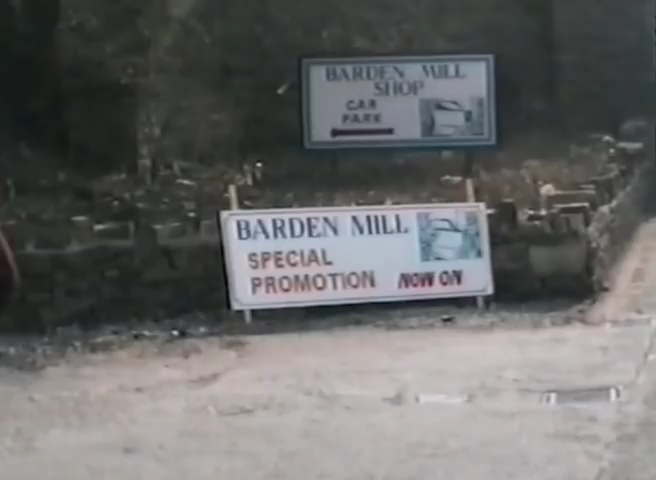 BARDEN MILL
SHOP
CAR
PARK
BARDEN MILL
SPECIAL
PROMOTION NOW ON